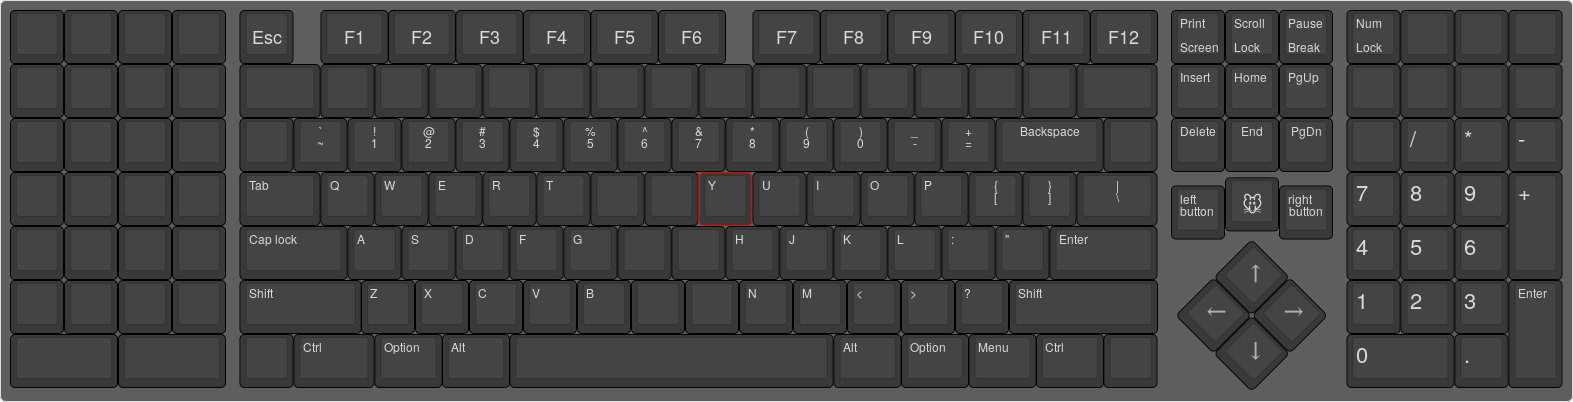 Esc F1 F2 F3 F4 F5 F6 F7 F8 F9 F10 F11 F12 Print Scroll Pause Num
Screen Lock Break Lock
Insert Home PgUp
` ! @ # $ % ^ & * ( ) _ + Backspace Delete End PgDn / * -
~ 1 2 3 4 5 6 7 8 9 0 - =
Tab Q W E R T Y U I O P { } | 7 8 9 +
[ ] \ left right
button button
Cap lock A S D F G H J K L : " Enter 4 5 6
↑
Shift Z X C V B N M < > ? Shift 1 2 3 Enter
← →
Ctrl Option Alt Alt Option Menu Ctrl ↓ 0 .